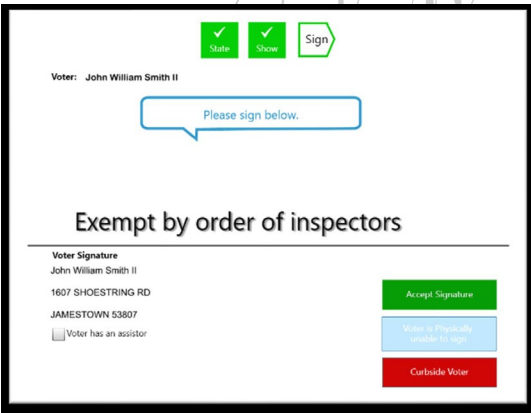 State
Show
Sign
Voter: John William Smith II
Please sign below.
Exempt by order of inspectors
Voter Signature
John William Smith II
1607 SHOESTRING RD
JAMESTOWN 53807
Voter has an assistor
Accept Signature
Voter is Physically
unable to sign
Curbside Voter